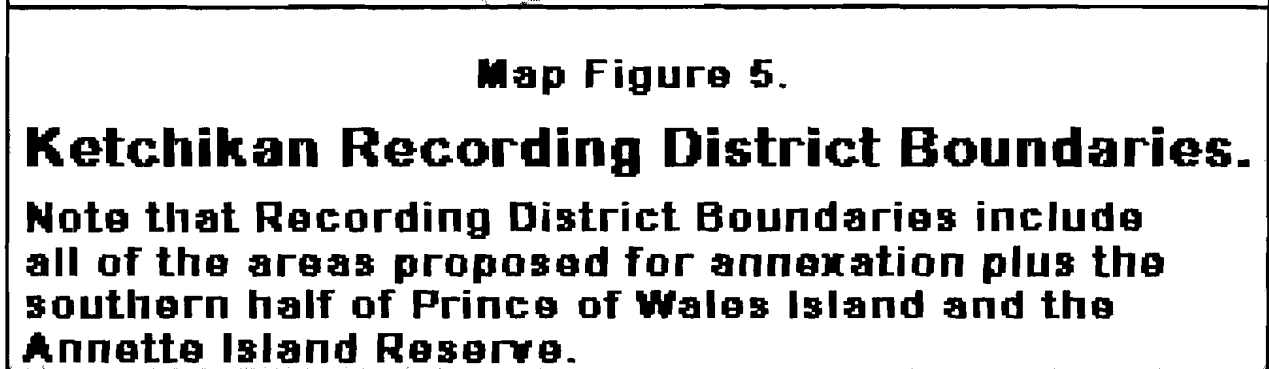 Map Figure 5.
Ketchikan Recording District Boundaries.
Note that Recording District Boundaries include
all of the areas proposed for annexation plus the
southern half of Prince of Wales Island and the
Annette Island Reserve.